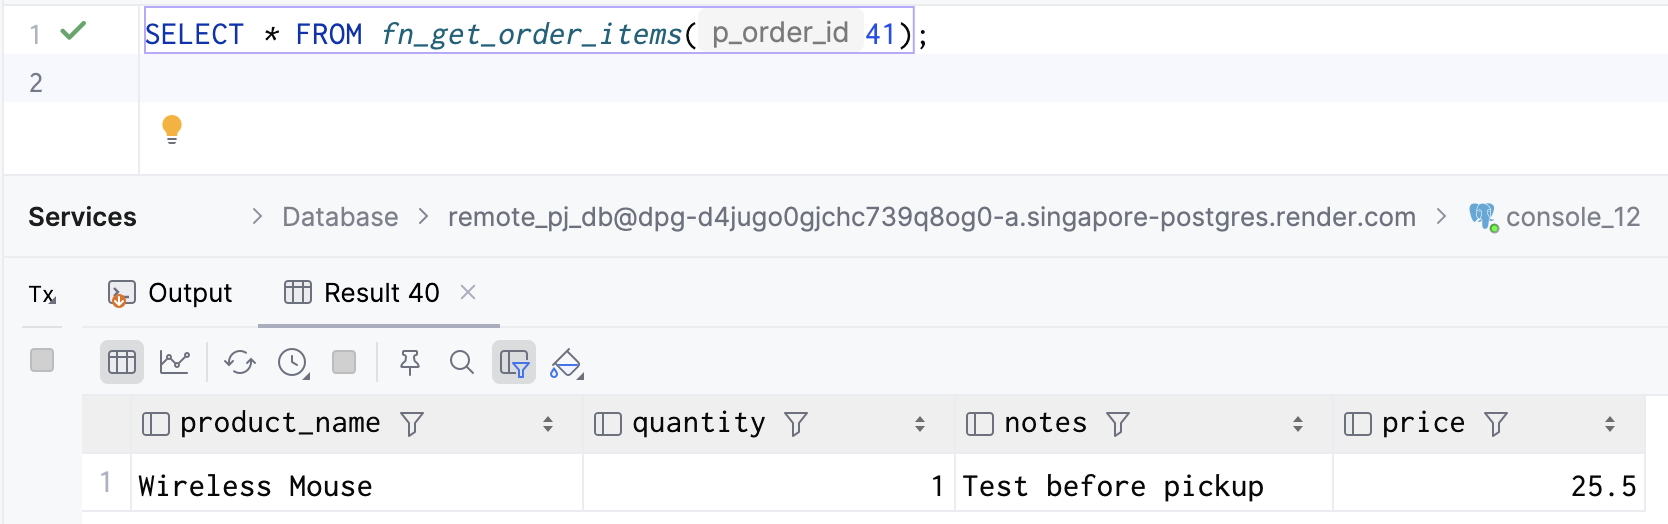 1 SELECT * FROM fn_get_order_items( p_order_id 41);
2
Services > Database > remote_pj_db@dpg-d4jugo0gjchc739q8og0-a.singapore-postgres.render.com > console_12
Tx Output Result 40
product_name quantity notes price
1 Wireless Mouse 1 Test before pickup 25.5